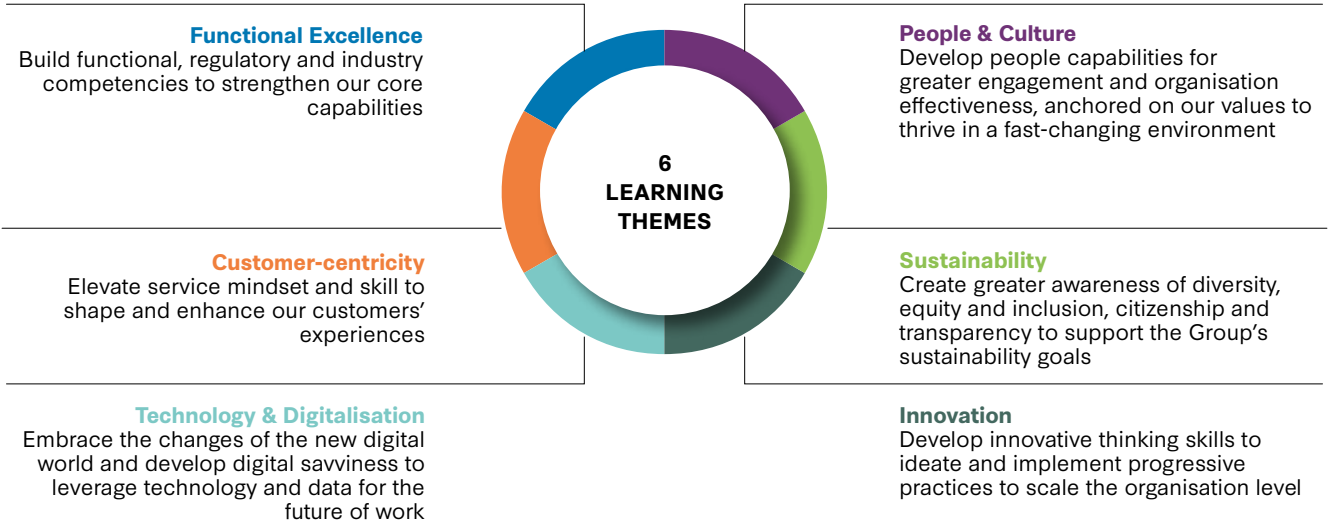 Functional Excellence
Build functional, regulatory and industry
competencies to strengthen our core
capabilities
Customer-centricity
Elevate service mindset and skill to
shape and enhance our customers’
experiences
Technology & Digitalisation
Embrace the changes of the new digital
world and develop digital savviness to
leverage technology and data for the
future of work
6
LEARNING
THEMES
People & Culture
Develop people capabilities for
greater engagement and organisation
effectiveness, anchored on our values to
thrive in a fast-changing environment
Sustainability
Create greater awareness of diversity,
equity and inclusion, citizenship and
transparency to support the Group’s
sustainability goals
Innovation
Develop innovative thinking skills to
ideate and implement progressive
practices to scale the organisation level